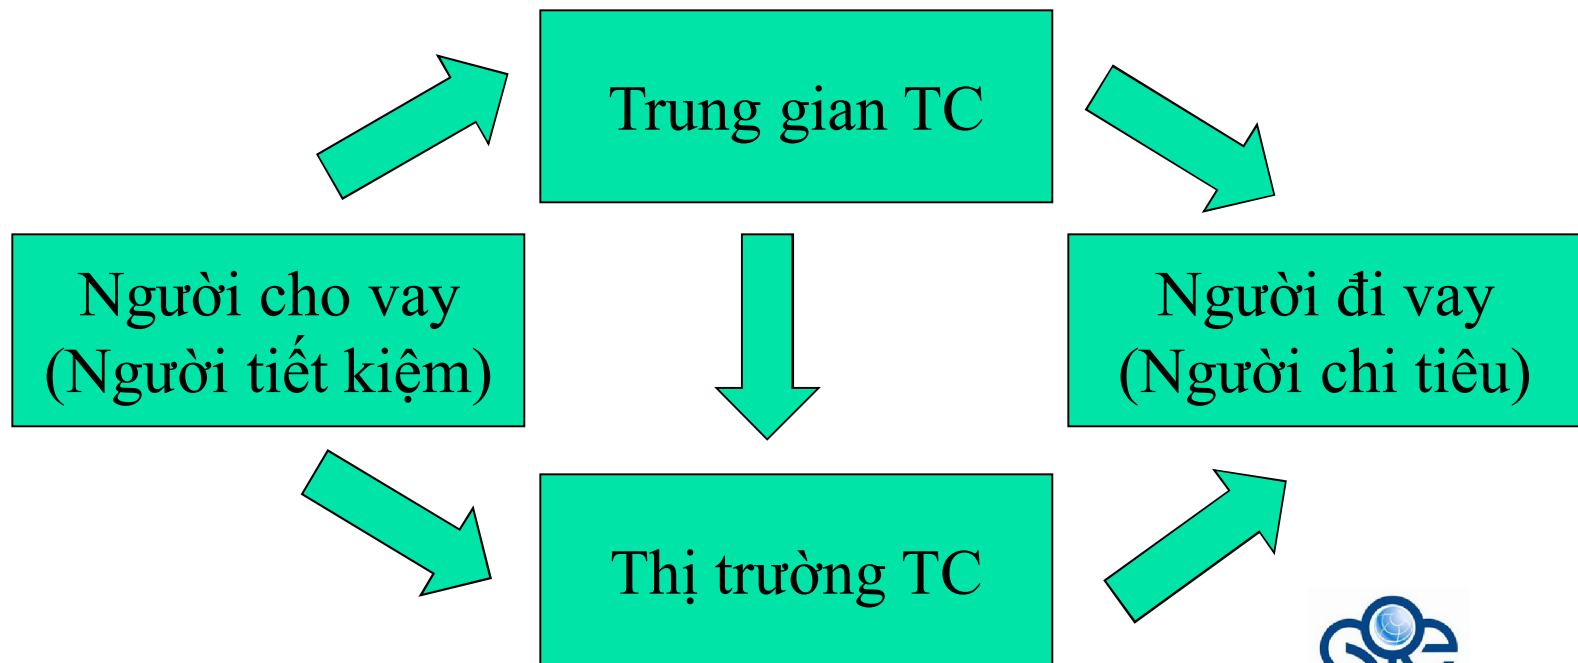 Trung gian TC
Người cho vay
(Người tiết kiệm)
Người đi vay
(Người chi tiêu)
Thị trường TC